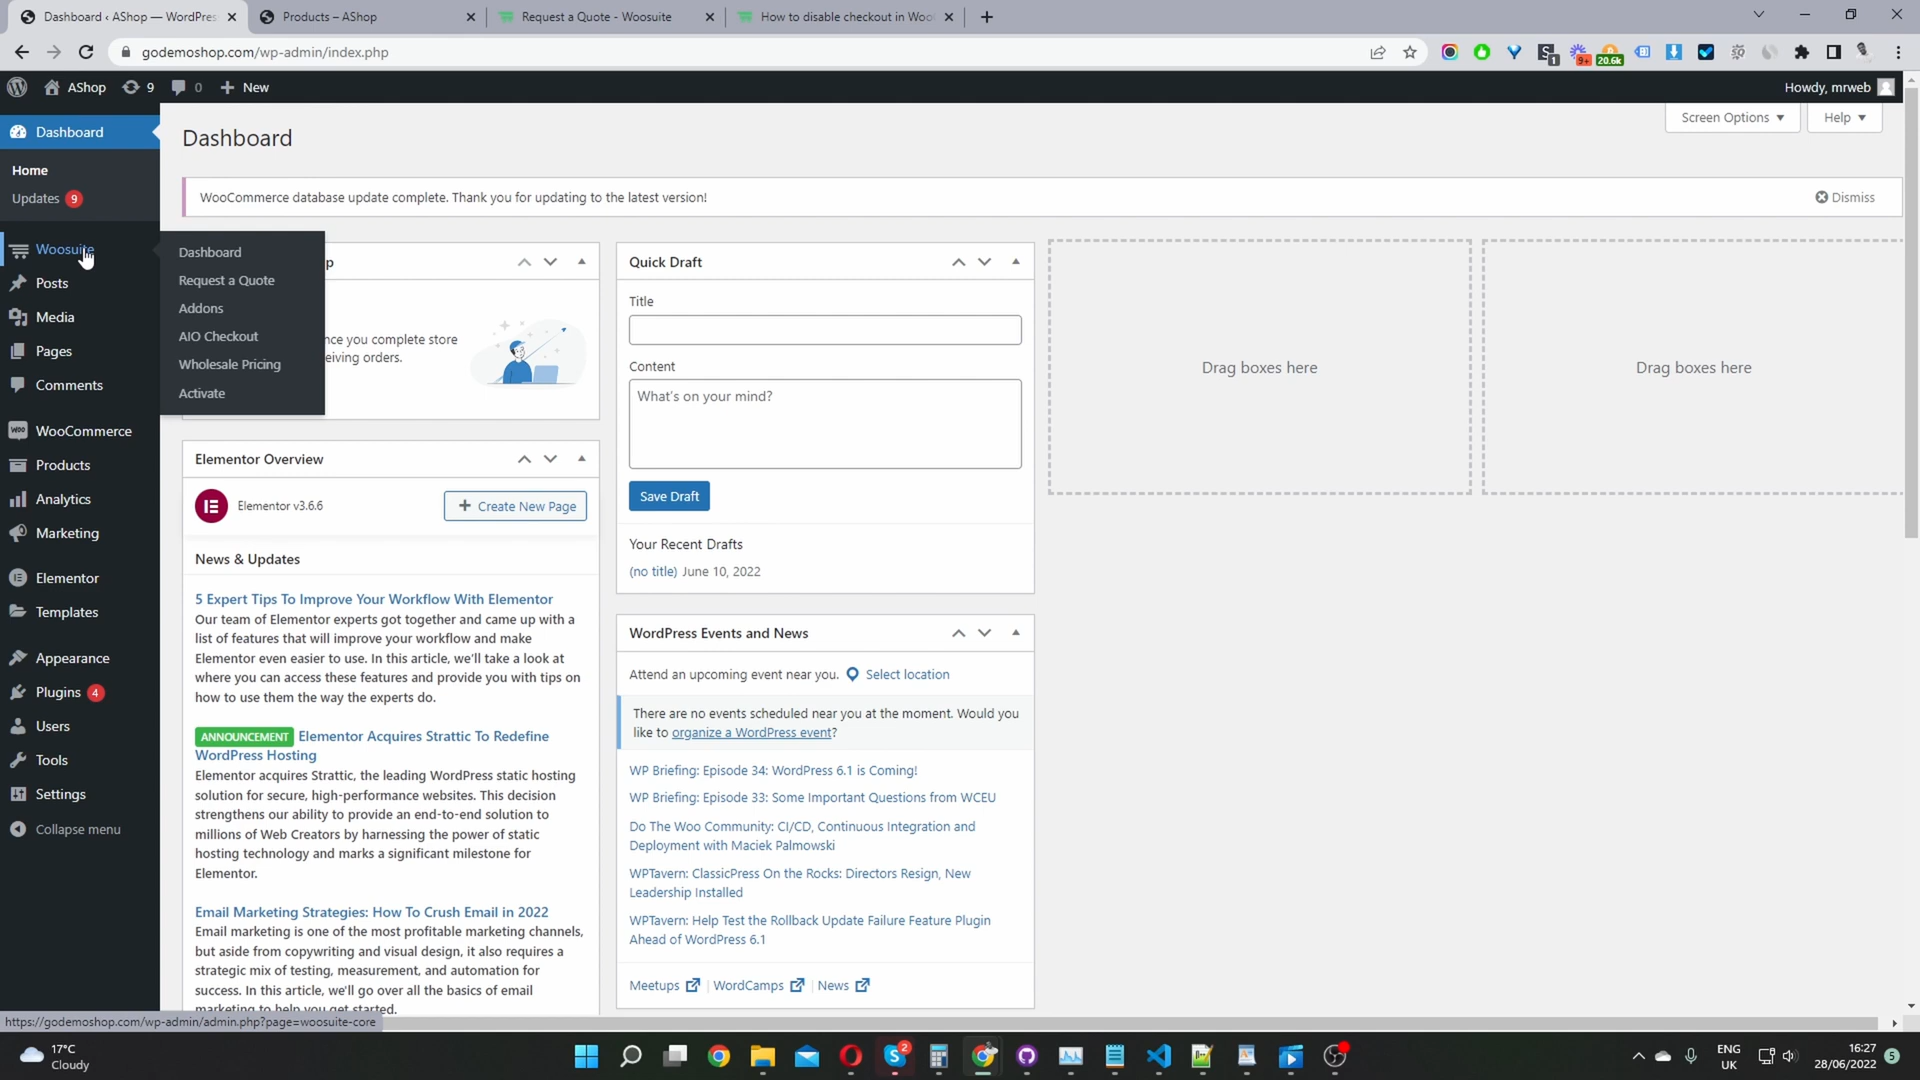 Dashboard ‹ AShop — WordPres
Products – AShop
Request a Quote - Woosuite
How to disable checkout in Woo
godemoshop.com/wp-admin/index.php
1
9+
20.6k
AShop
9
0
New
Howdy, mrweb
Dashboard
Home
Updates 9
Woosuite
Posts
Media
Pages
Comments
WooCommerce
Products
Analytics
Marketing
Elementor
Templates
Appearance
Plugins 4
Users
Tools
Settings
Collapse menu
Dashboard
Request a Quote
Addons
AIO Checkout
Wholesale Pricing
Activate
Dashboard
Screen Options
Help
WooCommerce database update complete. Thank you for updating to the latest version!
Dismiss
p
nce you complete store
eiving orders.
Elementor Overview
Elementor v3.6.6
Create New Page
News & Updates
5 Expert Tips To Improve Your Workflow With Elementor
Our team of Elementor experts got together and came up with a
list of features that will improve your workflow and make
Elementor even easier to use. In this article, we'll take a look at
where you can access these features and provide you with tips on
how to use them the way the experts do.
ANNOUNCEMENT Elementor Acquires Strattic To Redefine
WordPress Hosting
Elementor acquires Strattic, the leading WordPress static hosting
solution for secure, high-performance websites. This decision
strengthens our ability to provide an end-to-end solution to
millions of Web Creators by harnessing the power of static
hosting technology and marks a significant milestone for
Elementor.
Email Marketing Strategies: How To Crush Email in 2022
Email marketing is one of the most profitable marketing channels,
but aside from copywriting and visual design, it also requires a
strategic mix of testing, measurement, and automation for
success. In this article, we'll go over all the basics of email
marketing to help you get started.
Quick Draft
Title
Content
What's on your mind?
Save Draft
Your Recent Drafts
(no title) June 10, 2022
WordPress Events and News
Attend an upcoming event near you. Select location
There are no events scheduled near you at the moment. Would you
like to organize a WordPress event?
WP Briefing: Episode 34: WordPress 6.1 is Coming!
WP Briefing: Episode 33: Some Important Questions from WCEU
Do The Woo Community: CI/CD, Continuous Integration and
Deployment with Maciek Palmowski
WPTavern: ClassicPress On the Rocks: Directors Resign, New
Leadership Installed
WPTavern: Help Test the Rollback Update Failure Feature Plugin
Ahead of WordPress 6.1
Meetups | WordCamps | News
Drag boxes here
Drag boxes here
https://godemoshop.com/wp-admin/admin.php?page=woosuite-core
17°C
Cloudy
2
ENG
UK
16:27
28/06/2022
5